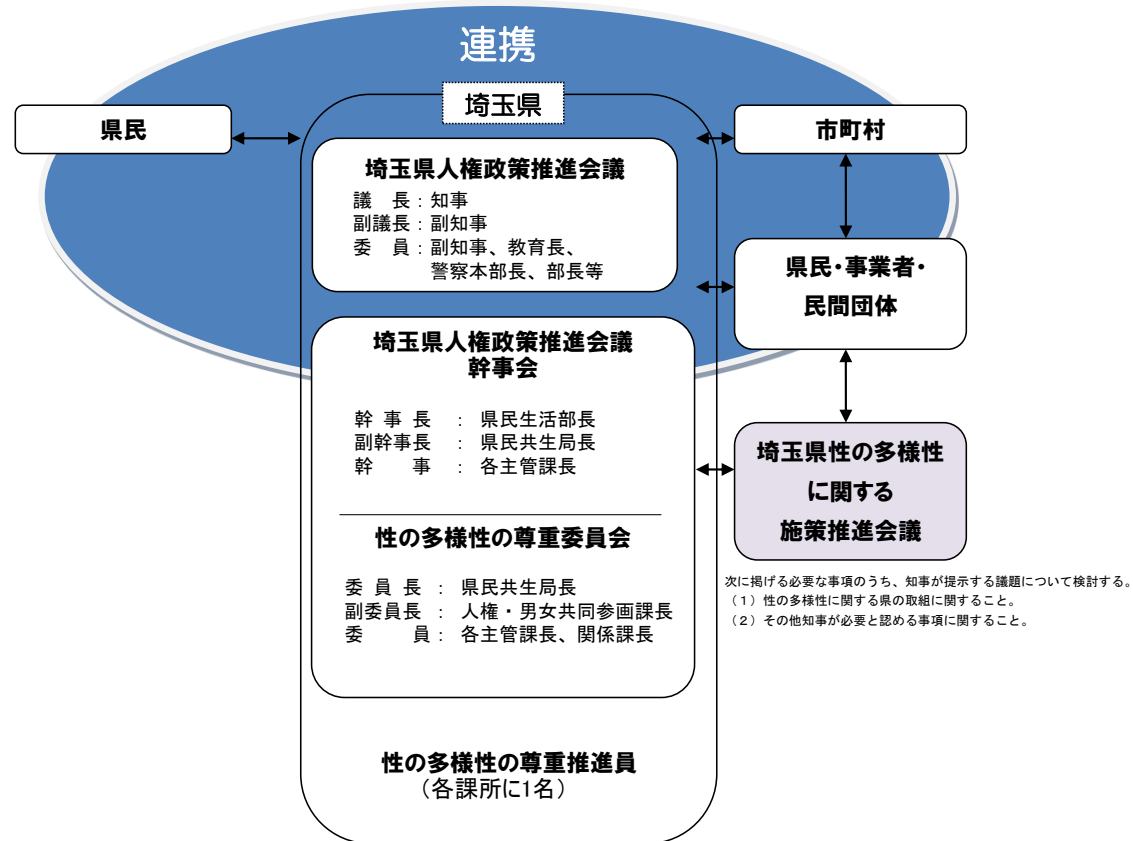 連携
埼玉県
県民
市町村
埼玉県人権政策推進会議
議　長：知事
副議長：副知事
委　員：副知事、教育長、
警察本部長、部長等
県民・事業者・
民間団体
埼玉県人権政策推進会議
幹事会
幹 事 長　：　県民生活部長
副幹事長　：　県民共生局長
幹　　事　：　各主管課長
埼玉県性の多様性
に関する
施策推進会議
性の多様性の尊重委員会
委 員 長 ：　県民共生局長
副委員長 ：　人権・男女共同参画課長
委　　員 ：　各主管課長、関係課長
次に掲げる必要な事項のうち、知事が提示する議題について検討する。
（１）性の多様性に関する県の取組に関すること。
（２）その他知事が必要と認める事項に関すること。
性の多様性の尊重推進員
（各課所に1名）